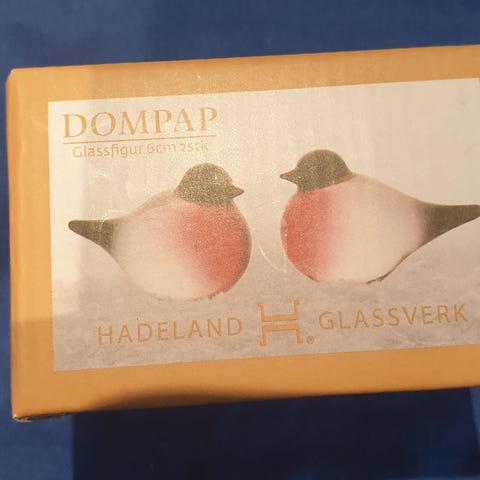 DOMPAP
Glassfigur 6cm 2stk
HADELAND H® GLASSVERK